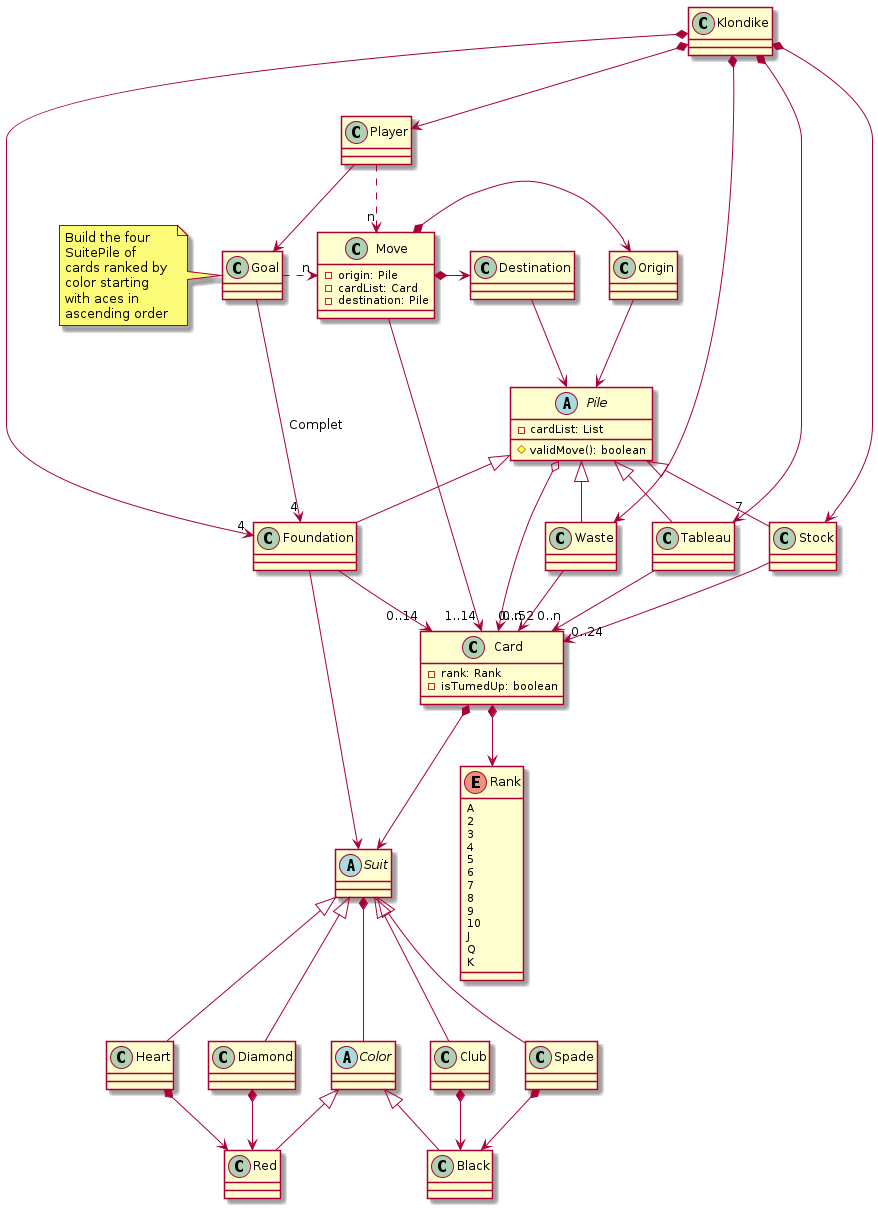 C Klondike
C Player
n
Build the four
SuitePile of
cards ranked by
color starting
with aces in
ascending order
C Goal
n
C Move
origin: Pile
cardList: Card
destination: Pile
C Destination
C Origin
A Pile
cardList: List
validMove(): boolean
Complet
4
4
7
C Foundation
C Waste
C Tableau
C Stock
0..14
1..14
0..n
0..52
0..n
0..24
C Card
rank: Rank
isTurnedUp: boolean
E Rank
A
2
3
4
5
6
7
8
9
10
J
Q
K
A Suit
C Heart
C Diamond
A Color
C Club
C Spade
C Red
C Black